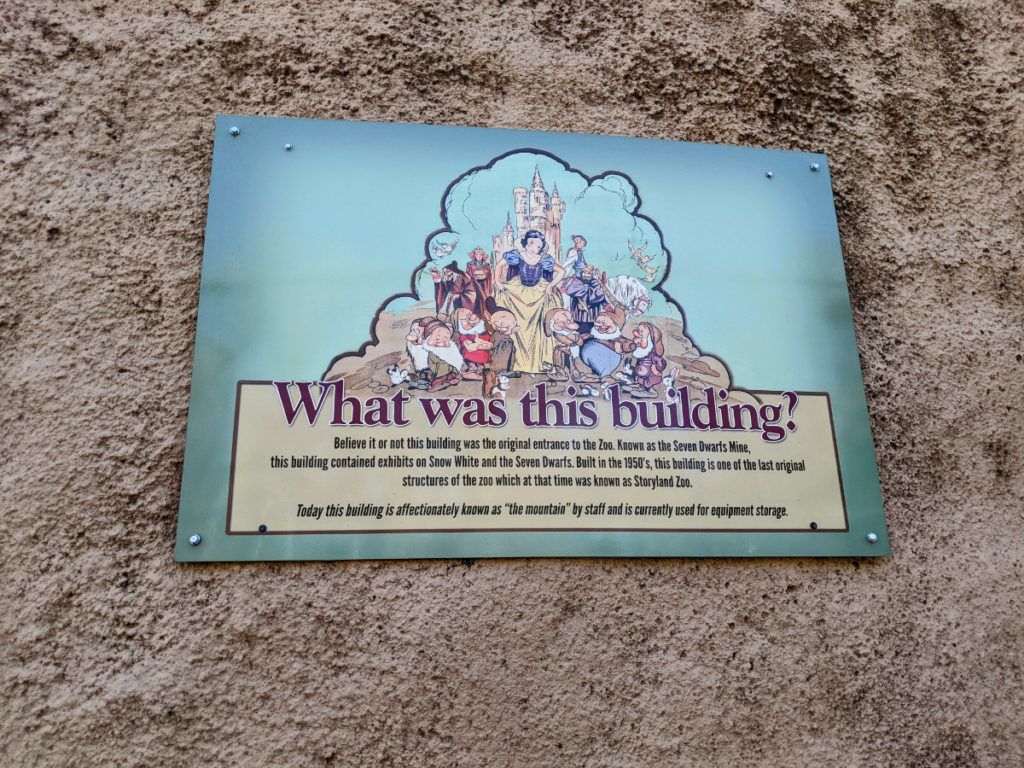 What was this building?
Believe it or not this building was the original entrance to the Zoo. Known as the Seven Dwarfs Mine,
this building contained exhibits on Snow White and the Seven Dwarfs. Built in the 1950's, this building is one of the last original
structures of the zoo which at that time was known as Storyland Zoo.
Today this building is affectionately known as "the mountain" by staff and is currently used for equipment storage.